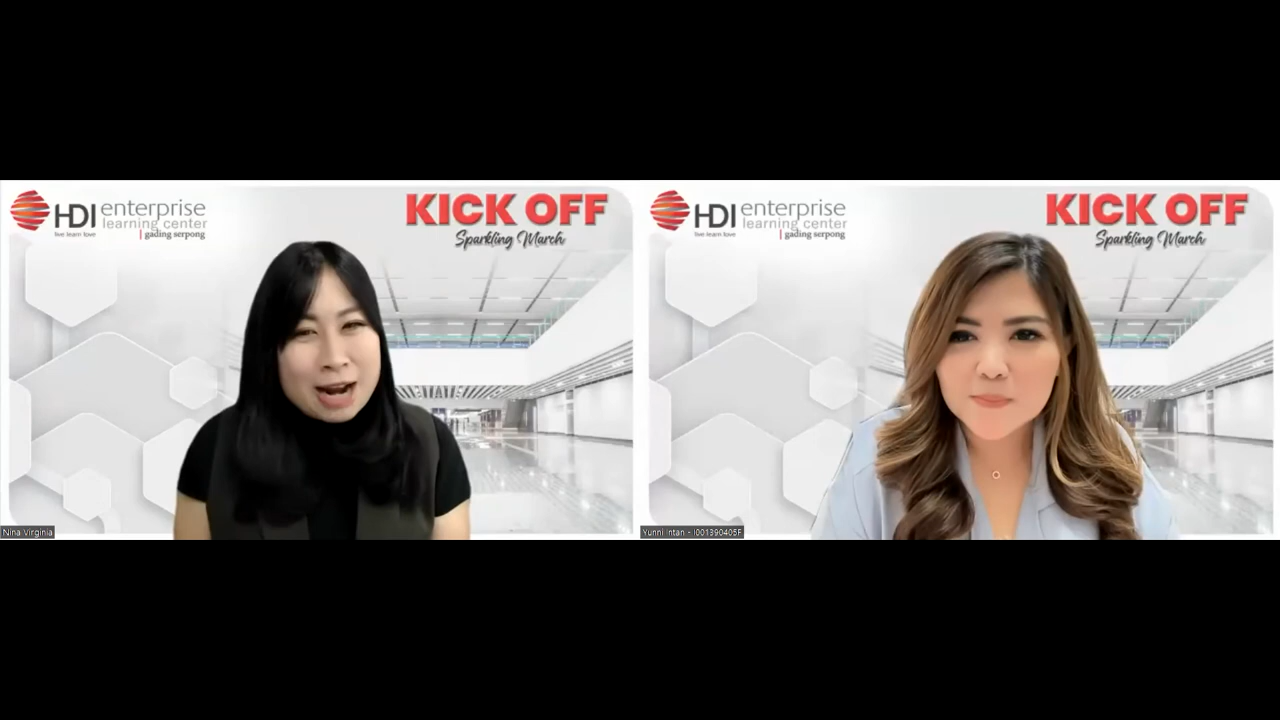 HDI enterprise
learning center
live learn love | gading serpong
KICK OFF
Sparkling March
Nina Virginia
HDI enterprise
learning center
live learn love | gading serpong
KICK OFF
Sparkling March
Yunni Intan - I001390405F